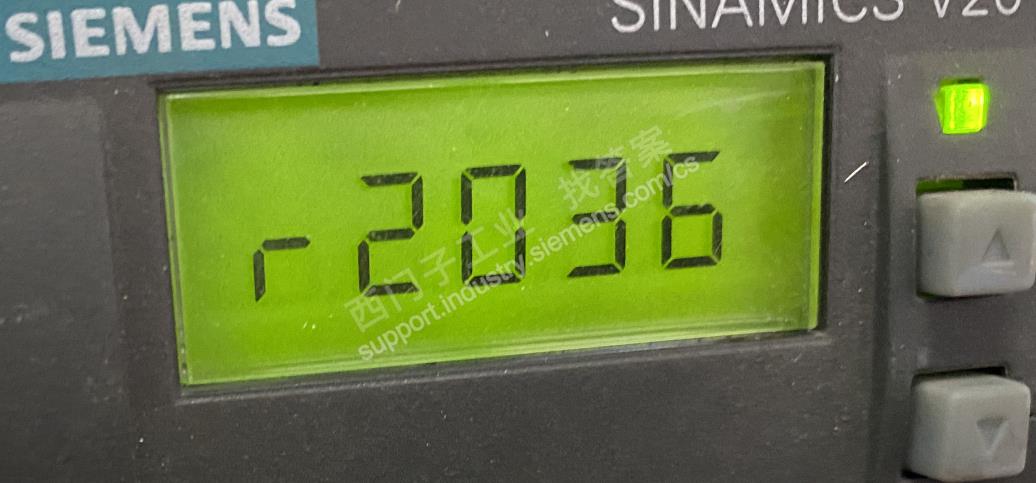 SIEMENS
SINAMICS V20
r2036
西门子工业 找答案
support.industry.siemens.com/cs